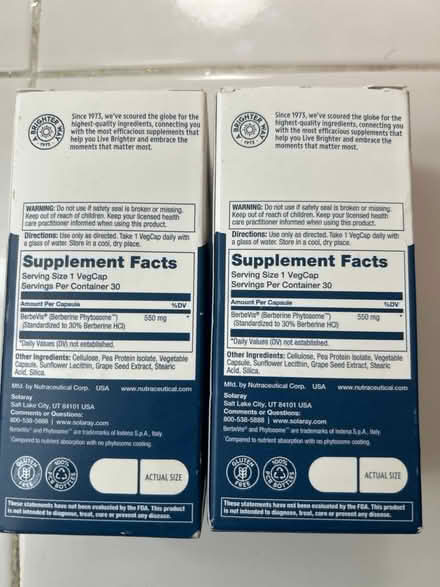 BRIGHTER WAY
1973
Since 1973, we've scoured the globe for the
highest-quality ingredients, connecting you
with the most efficacious supplements that
help you Live Brighter and embrace the
moments that matter most.
WARNING: Do not use if safety seal is broken or missing.
Keep out of reach of children. Keep your licensed health
care practitioner informed when using this product.
Directions: Use only as directed. Take 1 VegCap daily with
a glass of water. Store in a cool, dry place.
Supplement Facts
Serving Size 1 VegCap
Servings Per Container 30
Amount Per Capsule %DV
BerbeVis® (Berberine Phytosome™) 550 mg *
(Standardized to 30% Berberine HCl)
*Daily Values (DV) not established.
Other Ingredients: Cellulose, Pea Protein Isolate, Vegetable
Capsule, Sunflower Lecithin, Grape Seed Extract, Stearic
Acid, Silica.
Mfd. by Nutraceutical Corp. USA www.nutraceutical.com
Solaray
Salt Lake City, UT 84101 USA
Comments or Questions:
800-538-5888 | www.solaray.com
BerbeVis® and Phytosome™ are trademarks of Indena S.p.A., Italy.
Compared to nutrient absorption with no phytosome coating.
GLUTEN FREE
100% PCR BOTTLES
ACTUAL SIZE
These statements have not been evaluated by the FDA. This product
is not intended to diagnose, treat, cure or prevent any disease.
BRIGHTER WAY
1973
Since 1973, we've scoured the globe for the
highest-quality ingredients, connecting you
with the most efficacious supplements that
help you Live Brighter and embrace the
moments that matter most.
WARNING: Do not use if safety seal is broken or missing.
Keep out of reach of children. Keep your licensed health
care practitioner informed when using this product.
Directions: Use only as directed. Take 1 VegCap daily with
a glass of water. Store in a cool, dry place.
Supplement Facts
Serving Size 1 VegCap
Servings Per Container 30
Amount Per Capsule %DV
BerbeVis® (Berberine Phytosome™) 550 mg *
(Standardized to 30% Berberine HCl)
*Daily Values (DV) not established.
Other Ingredients: Cellulose, Pea Protein Isolate, Vegetable
Capsule, Sunflower Lecithin, Grape Seed Extract, Stearic
Acid, Silica.
Mfd. by Nutraceutical Corp. USA www.nutraceutical.com
Solaray
Salt Lake City, UT 84101 USA
Comments or Questions:
800-538-5888 | www.solaray.com
BerbeVis® and Phytosome™ are trademarks of Indena S.p.A., Italy.
Compared to nutrient absorption with no phytosome coating.
GLUTEN FREE
100% PCR BOTTLES
ACTUAL SIZE
These statements have not been evaluated by the FDA. This product
is not intended to diagnose, treat, cure or prevent any disease.